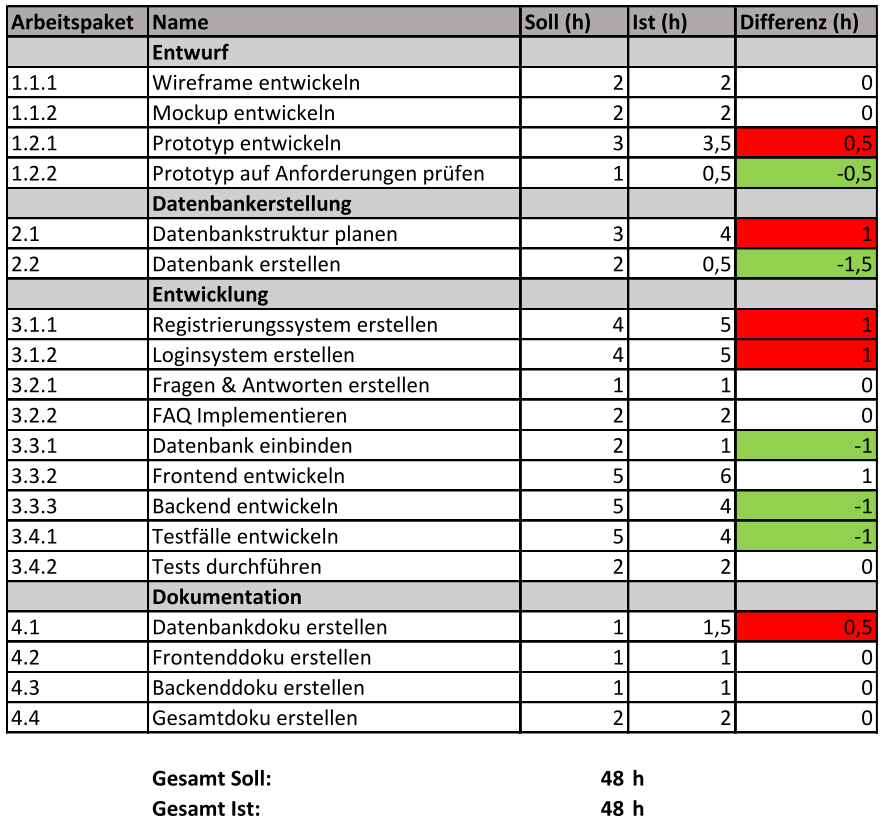 Arbeitspaket Name Soll (h) Ist (h) Differenz (h)
Entwurf
1.1.1 Wireframe entwickeln 2 2 0
1.1.2 Mockup entwickeln 2 2 0
1.2.1 Prototyp entwickeln 3 3,5 0,5
1.2.2 Prototyp auf Anforderungen prüfen 1 0,5 -0,5
Datenbankerstellung
2.1 Datenbankstruktur planen 3 4 1
2.2 Datenbank erstellen 2 0,5 -1,5
Entwicklung
3.1.1 Registrierungssystem erstellen 4 5 1
3.1.2 Loginsystem erstellen 4 5 1
3.2.1 Fragen & Antworten erstellen 1 1 0
3.2.2 FAQ Implementieren 2 2 0
3.3.1 Datenbank einbinden 2 1 -1
3.3.2 Frontend entwickeln 5 6 1
3.3.3 Backend entwickeln 5 4 -1
3.4.1 Testfälle entwickeln 5 4 -1
3.4.2 Tests durchführen 2 2 0
Dokumentation
4.1 Datenbankdoku erstellen 1 1,5 0,5
4.2 Frontenddoku erstellen 1 1 0
4.3 Backenddoku erstellen 1 1 0
4.4 Gesamtdoku erstellen 2 2 0
Gesamt Soll: 48 h
Gesamt Ist: 48 h